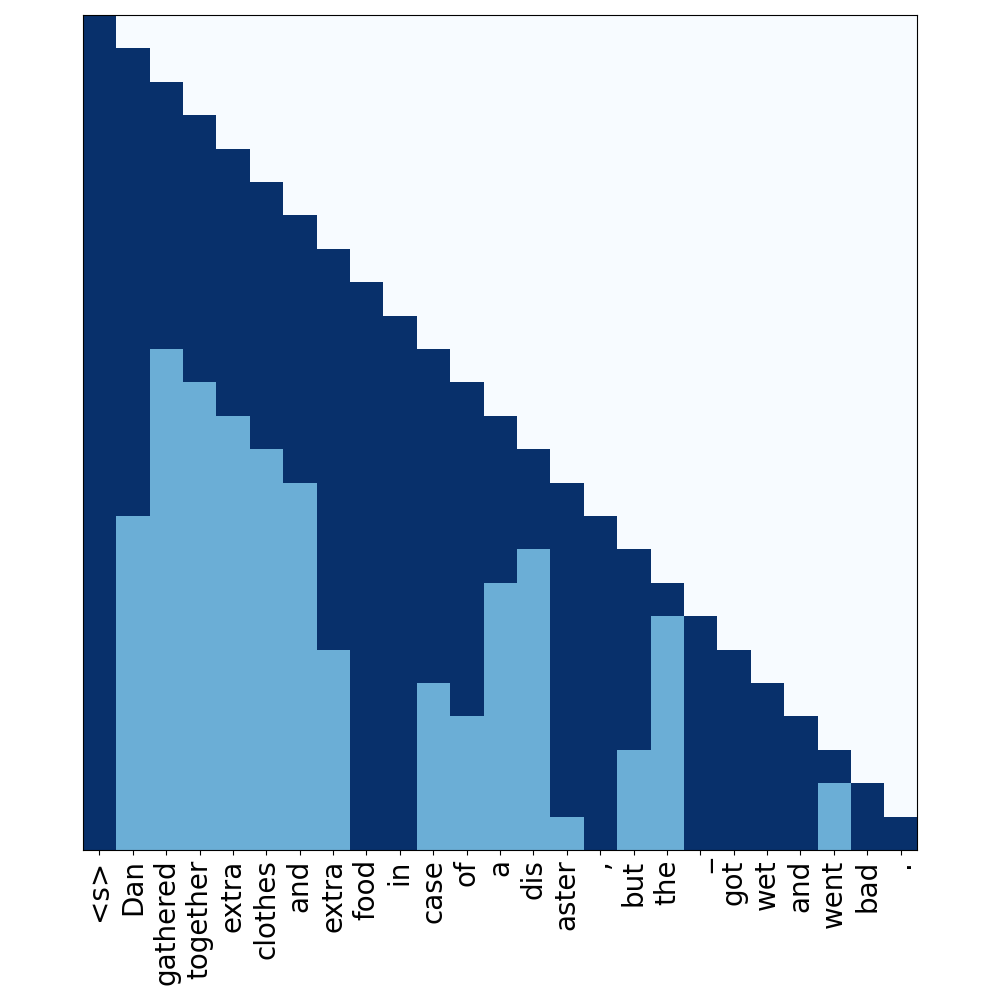 <s> Dan gathered together extra clothes and extra food in case of a dis aster , but the _ got wet and went bad .